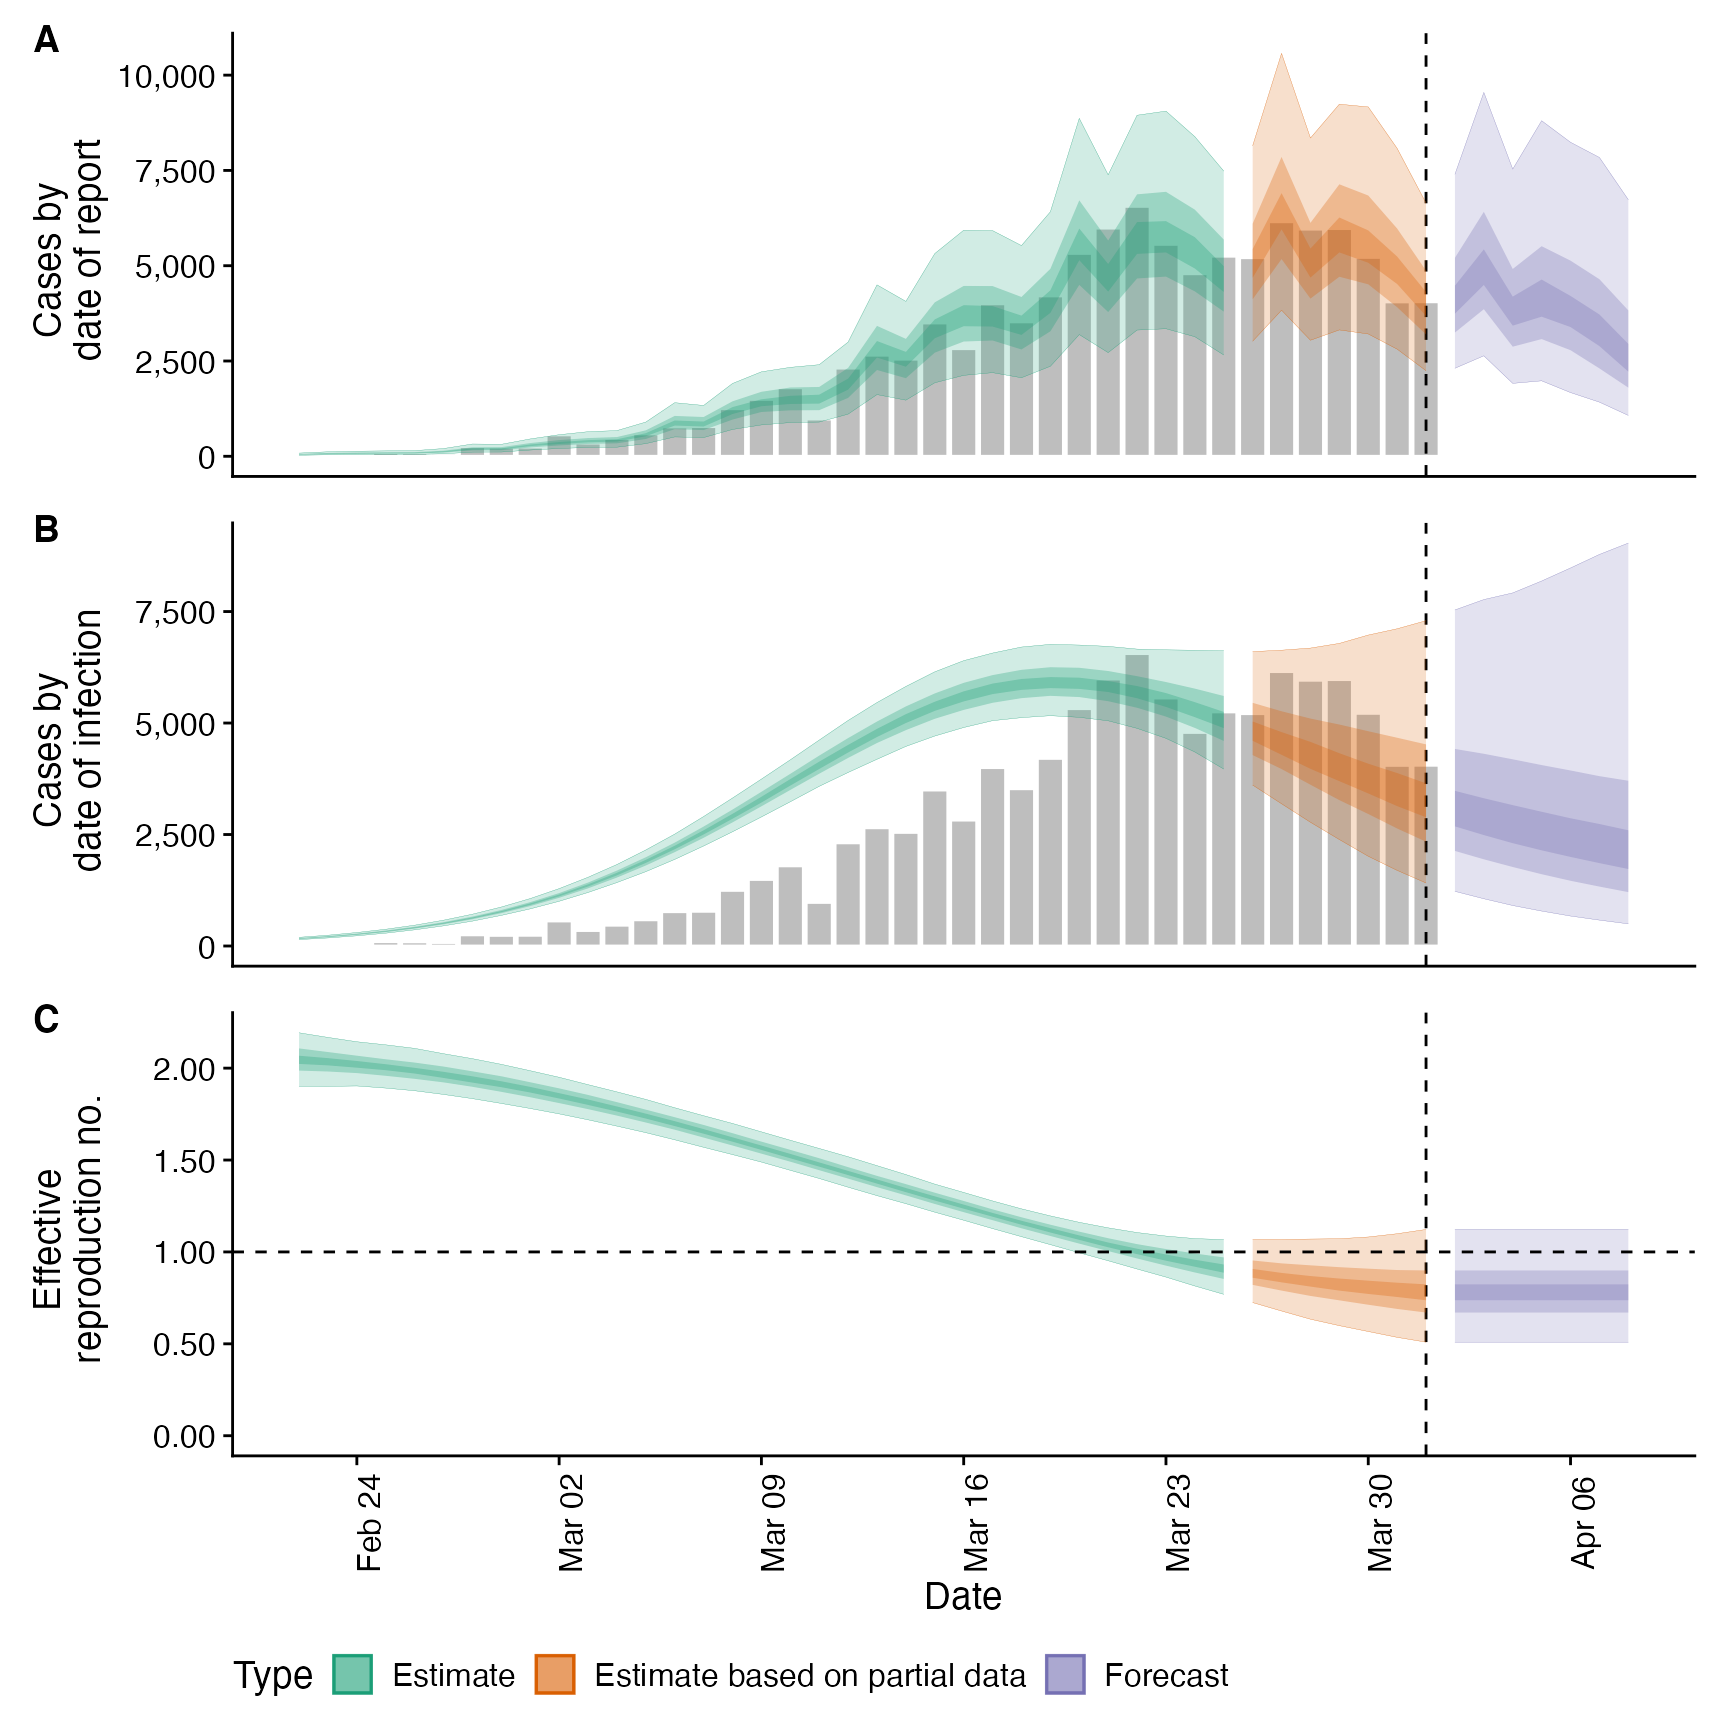 A
Cases by
date of report
10,000
7,500
5,000
2,500
0
B
Cases by
date of infection
7,500
5,000
2,500
0
C
Effective
reproduction no.
2.00
1.50
1.00
0.50
0.00
Feb 24
Mar 02
Mar 09
Mar 16
Mar 23
Mar 30
Apr 06
Date
Type Estimate Estimate based on partial data Forecast